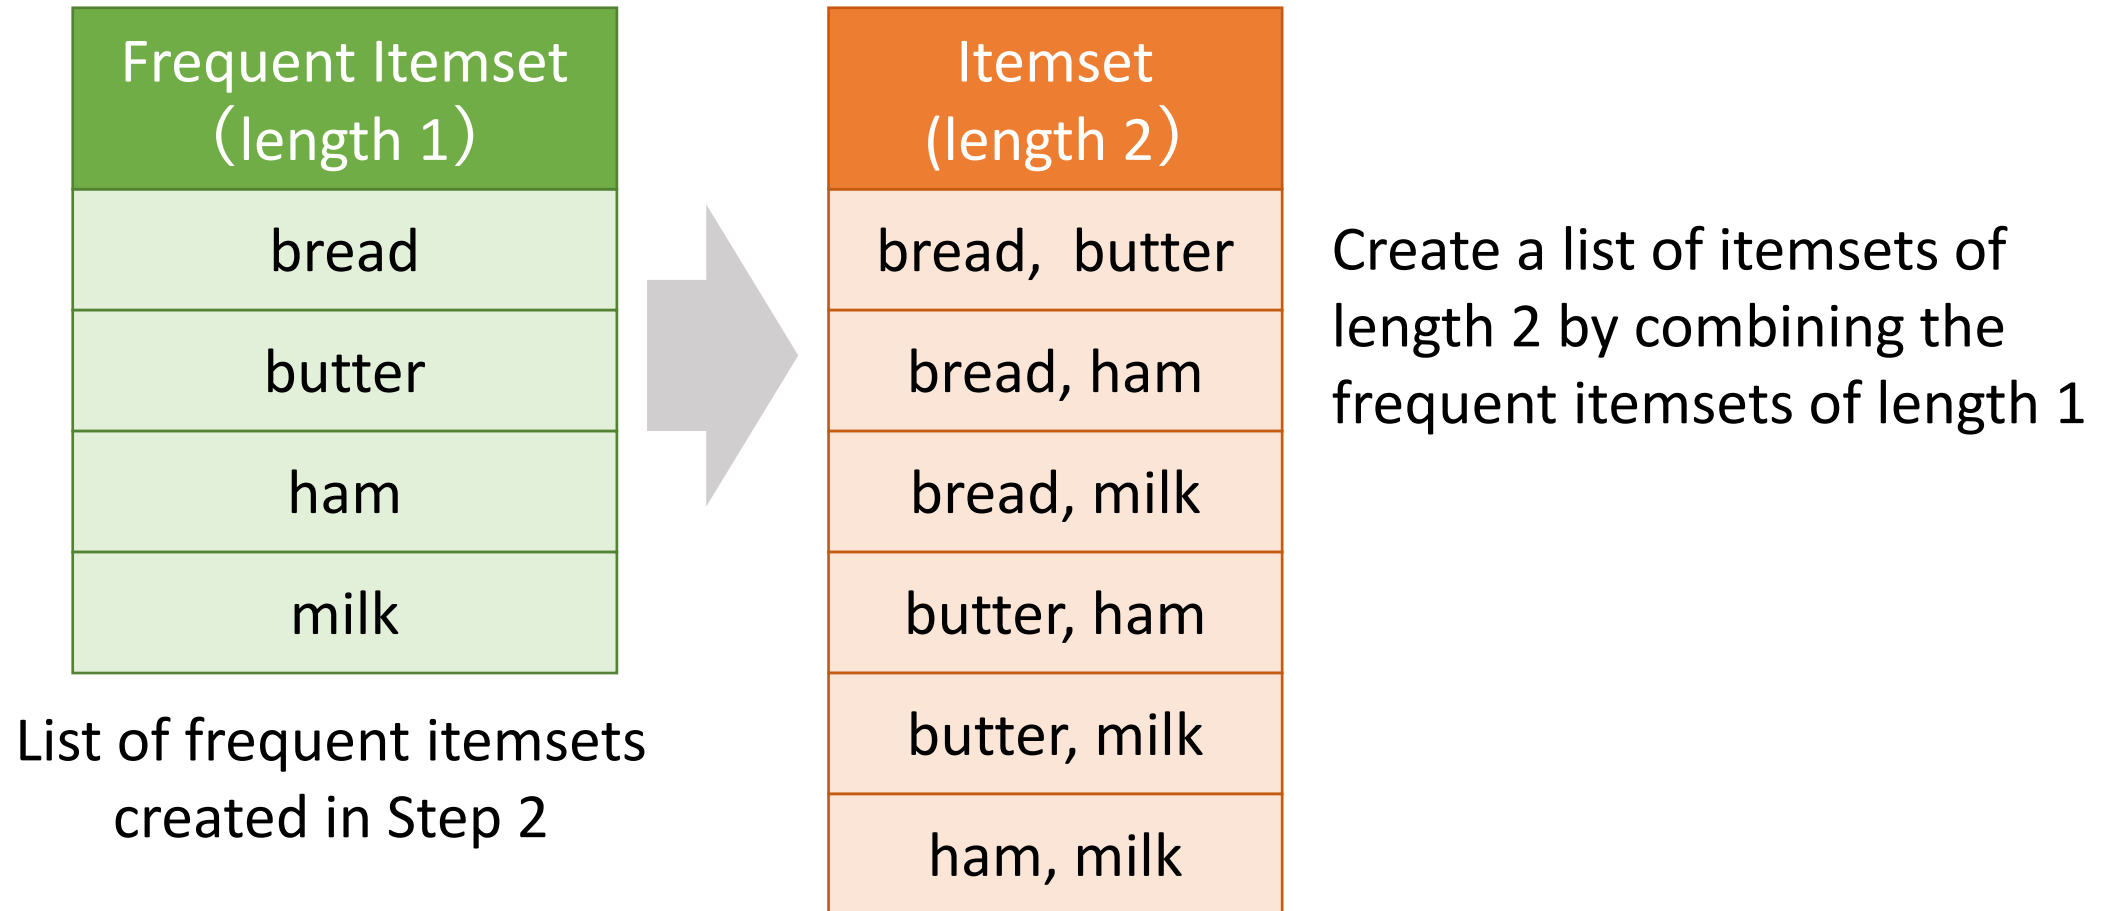 Frequent Itemset
（length 1）
bread
butter
ham
milk
List of frequent itemsets
created in Step 2
Itemset
(length 2）
bread,  butter
bread, ham
bread, milk
butter, ham
butter, milk
ham, milk
Create a list of itemsets of
length 2 by combining the
frequent itemsets of length 1